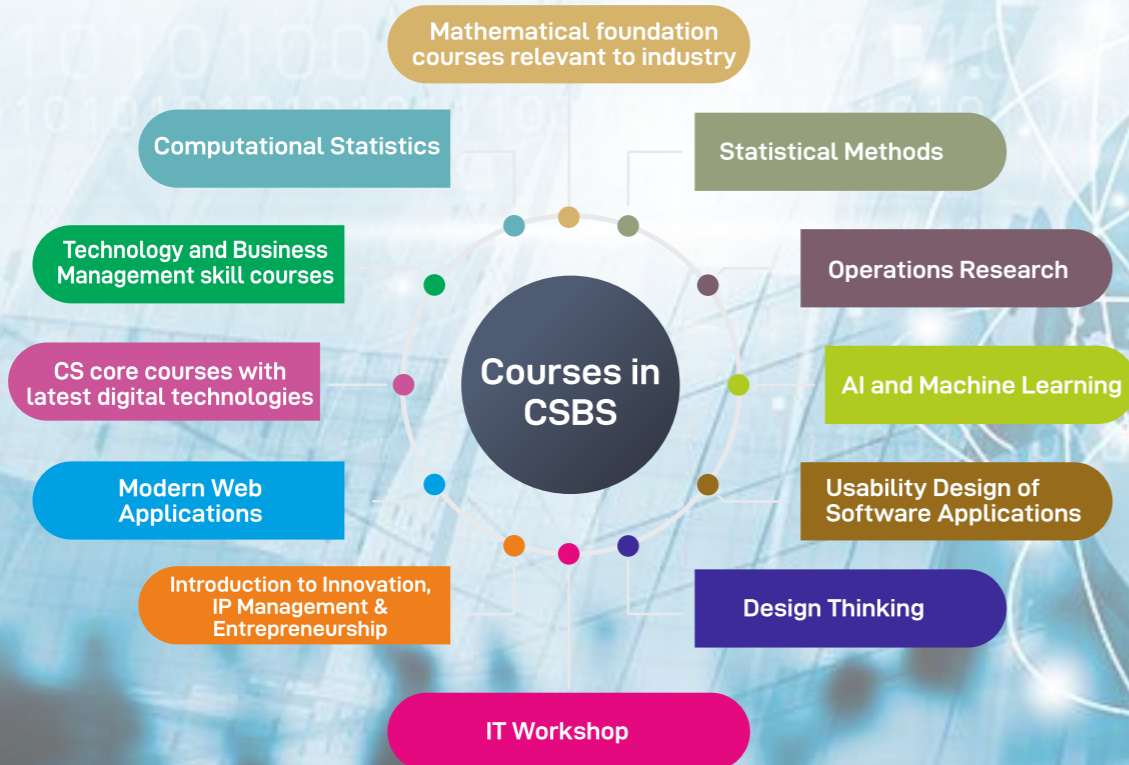 Mathematical foundation
courses relevant to industry
Computational Statistics
Statistical Methods
Technology and Business
Management skill courses
Operations Research
CS core courses with
latest digital technologies
Courses in
CSBS
AI and Machine Learning
Modern Web
Applications
Usability Design of
Software Applications
Introduction to Innovation,
IP Management &
Entrepreneurship
Design Thinking
IT Workshop